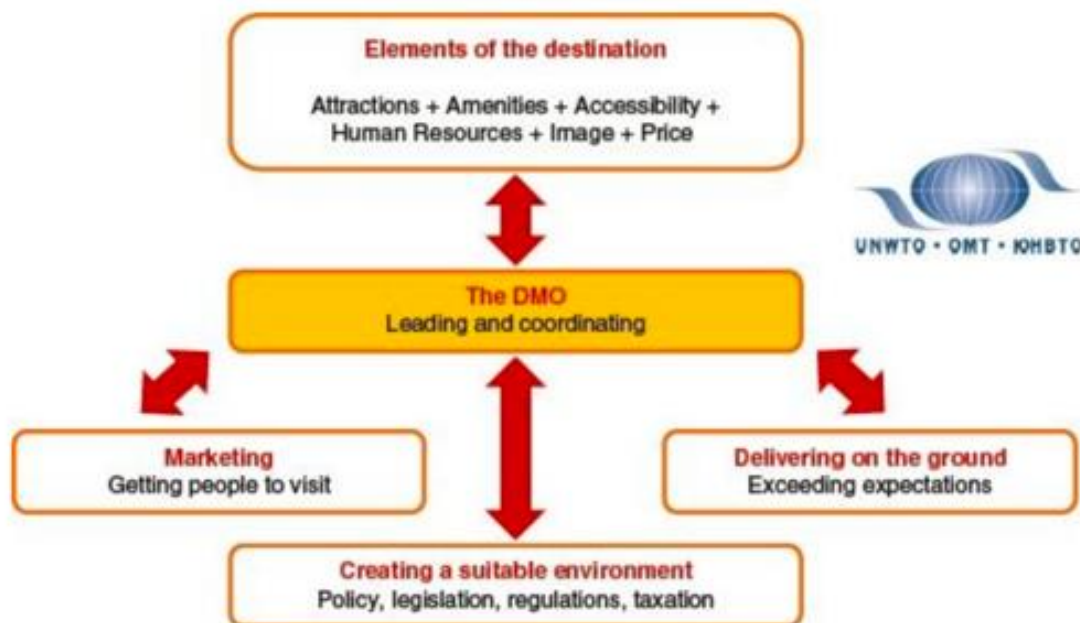 Elements of the destination
Attractions + Amenities + Accessibility +
Human Resources + Image + Price
UNWTO • OMT • ЮНВТО
The DMO
Leading and coordinating
Marketing
Getting people to visit
Delivering on the ground
Exceeding expectations
Creating a suitable environment
Policy, legislation, regulations, taxation